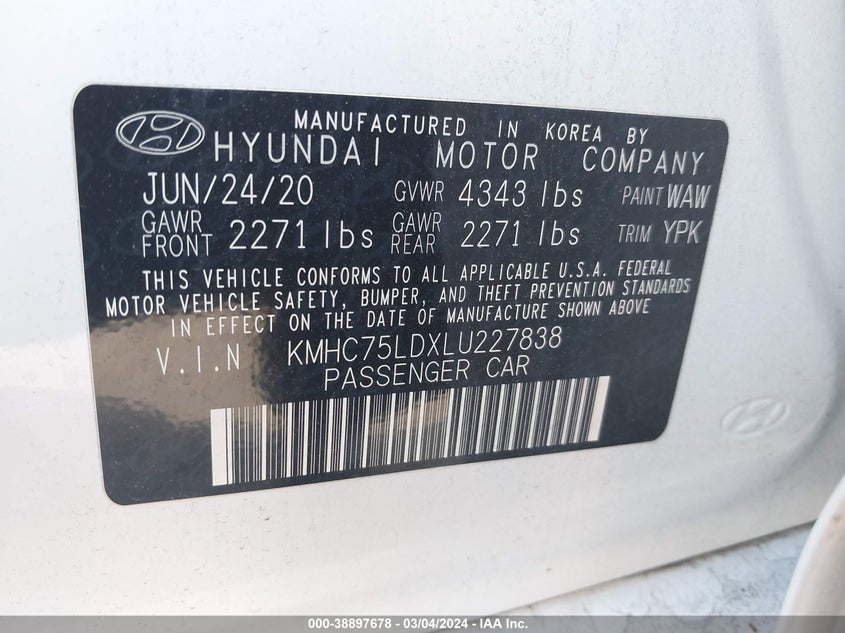 MANUFACTURED IN KOREA BY
HYUNDAI MOTOR COMPANY
JUN/24/20 GVWR 4343 lbs PAINT WAW
GAWR FRONT 2271 lbs GAWR REAR 2271 lbs TRIM YPK
THIS VEHICLE CONFORMS TO ALL APPLICABLE U.S.A. FEDERAL
MOTOR VEHICLE SAFETY, BUMPER, AND THEFT PREVENTION STANDARDS
IN EFFECT ON THE DATE OF MANUFACTURE SHOWN ABOVE
V.I.N KMHC75LDXLU227838
PASSENGER CAR
000-38897678 - 03/04/2024 - IAA Inc.